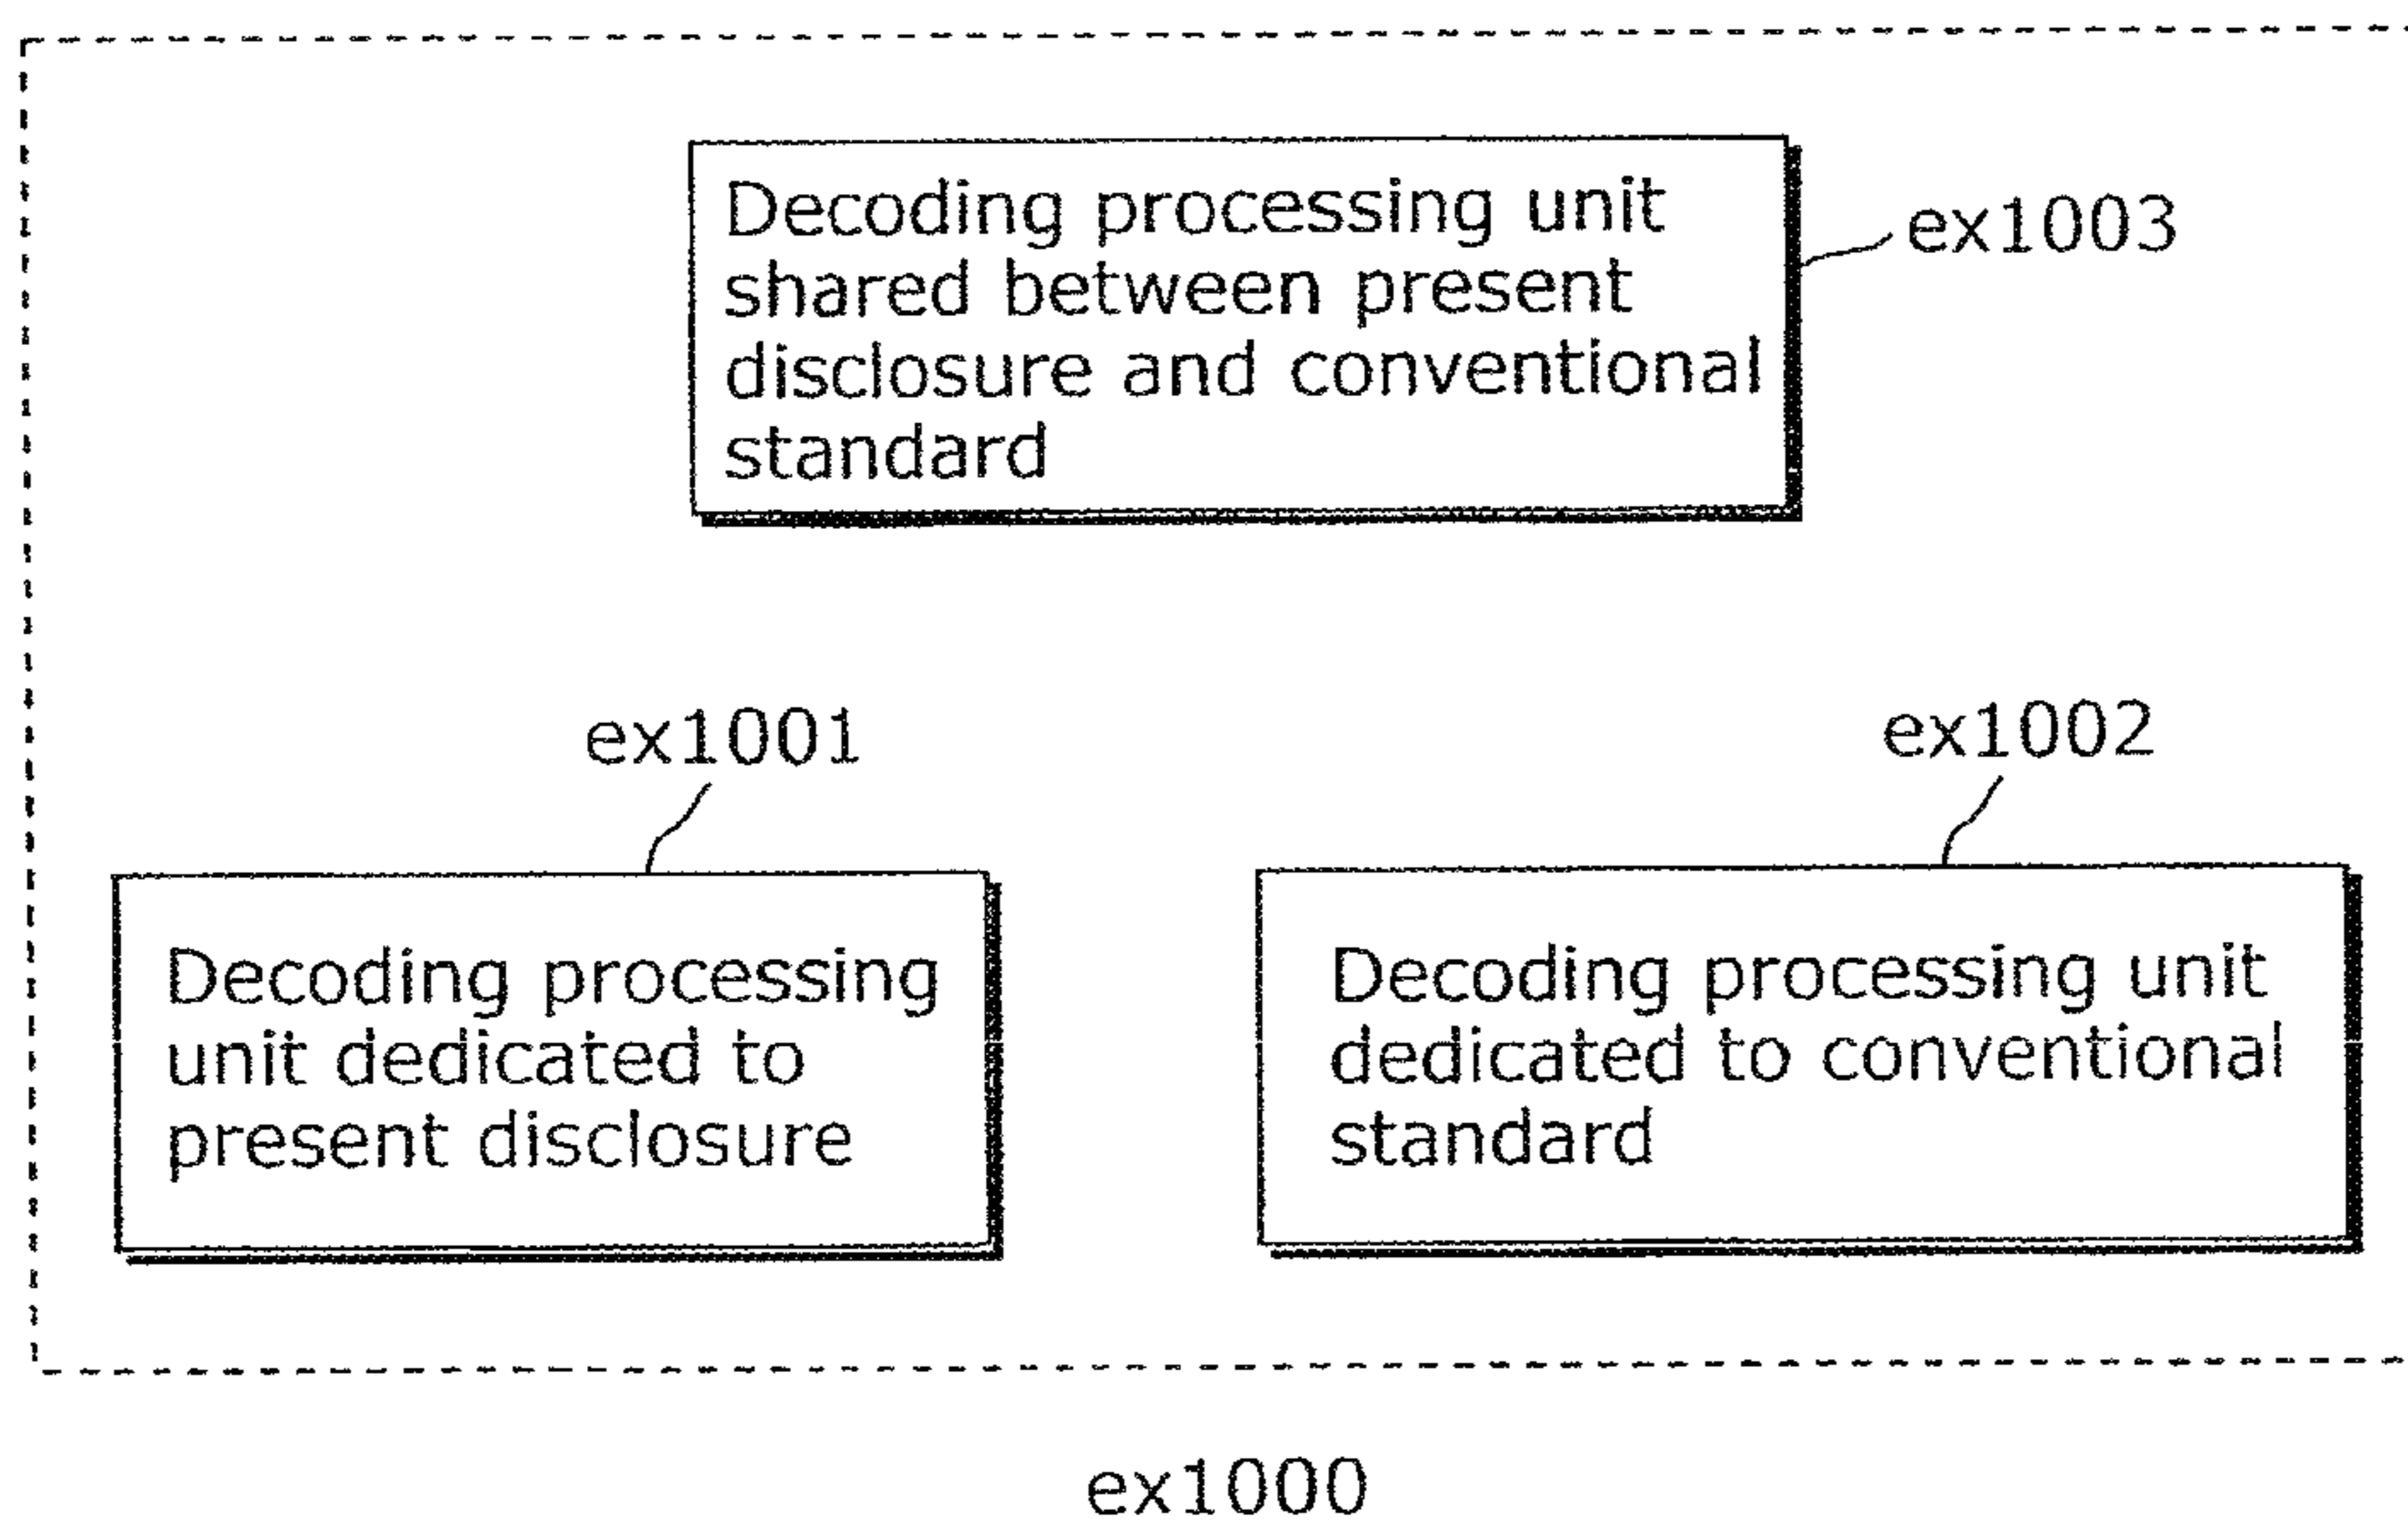 Decoding processing unit
shared between present
disclosure and conventional
standard
ex1003
ex1001
ex1002
Decoding processing
unit dedicated to
present disclosure
Decoding processing unit
dedicated to conventional
standard
ex1000